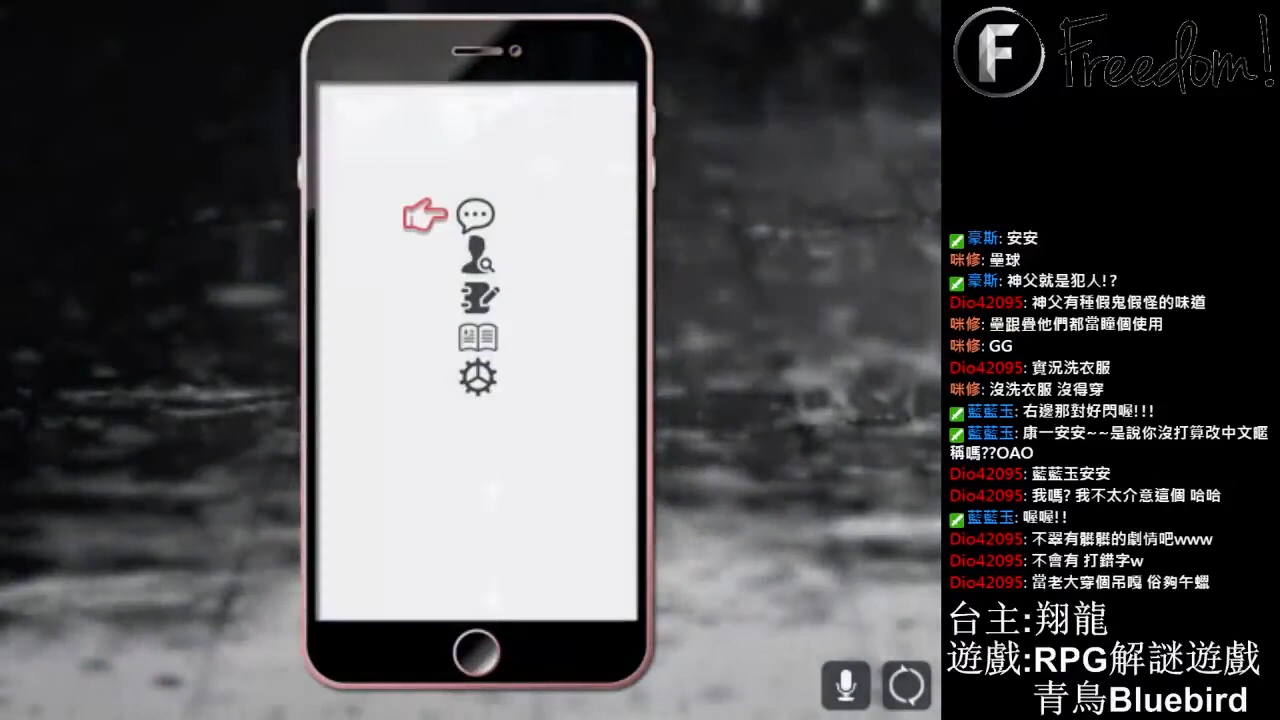 F Freedom!
豪斯: 安安
咪修: 壘球
豪斯: 神父就是犯人!?
Dio42095: 神父有種假鬼假怪的味道
咪修: 壘跟疊他們都當瞳個使用
咪修: GG
Dio42095: 實況洗衣服
咪修: 沒洗衣服 沒得穿
藍藍玉: 右邊那對好閃喔!!!
藍藍玉: 康一安安~~是說你沒打算改中文暱
稱嗎??OAO
Dio42095: 藍藍玉安安
Dio42095: 我嗎? 我不太介意這個 哈哈
藍藍玉: 喔喔!!
Dio42095: 不翠有髒髒的劇情吧www
Dio42095: 不會有 打錯字w
Dio42095: 當老大穿個吊嘎 俗夠午蠟
台主:翔龍
遊戲:RPG解謎遊戲
青鳥Bluebird